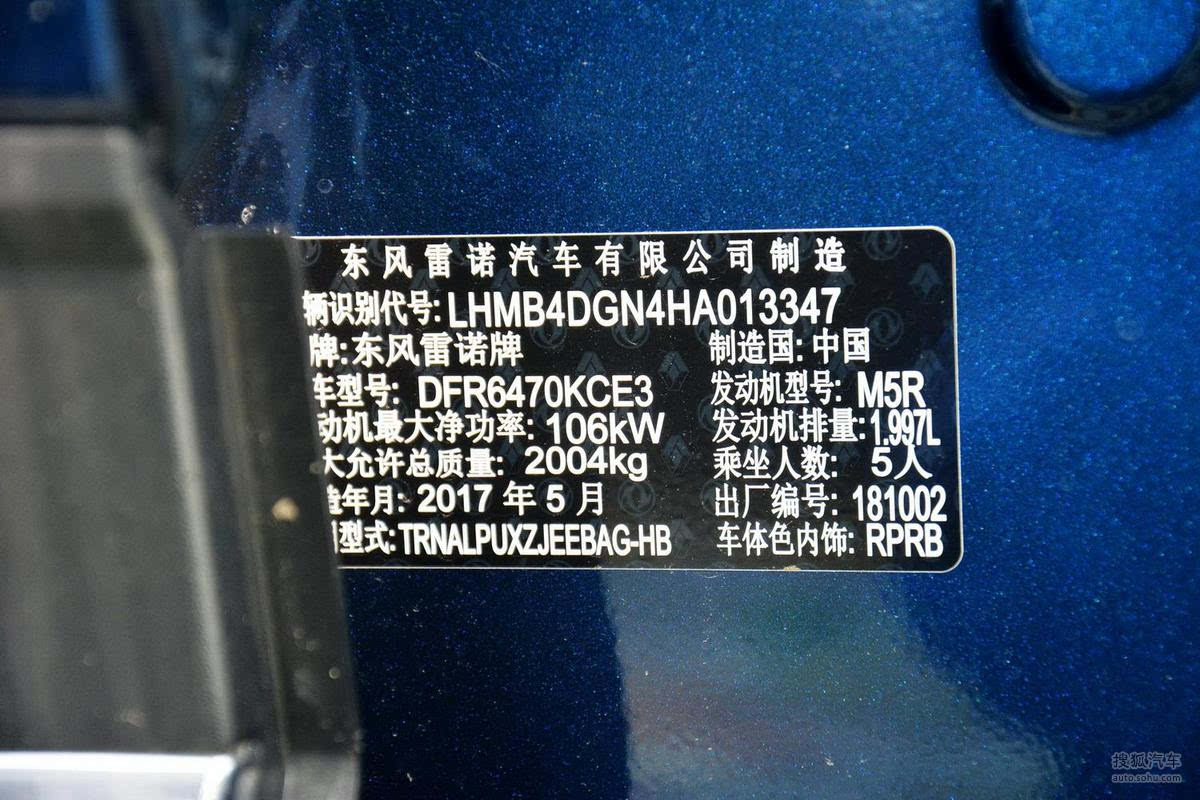 东风雷诺汽车有限公司制造
辆识别代号: LHMB4DGN4HA013347
牌: 东风雷诺牌 制造国: 中国
车型号: DFR6470KCE3 发动机型号: M5R
动机最大净功率: 106kW 发动机排量: 1.997L
大允许总质量: 2004kg 乘坐人数: 5人
造年月: 2017年5月 出厂编号: 181002
型式: TRNALPUXZJEEBAG-HB 车体色内饰: RPRB
搜狐汽车
auto.sohu.com